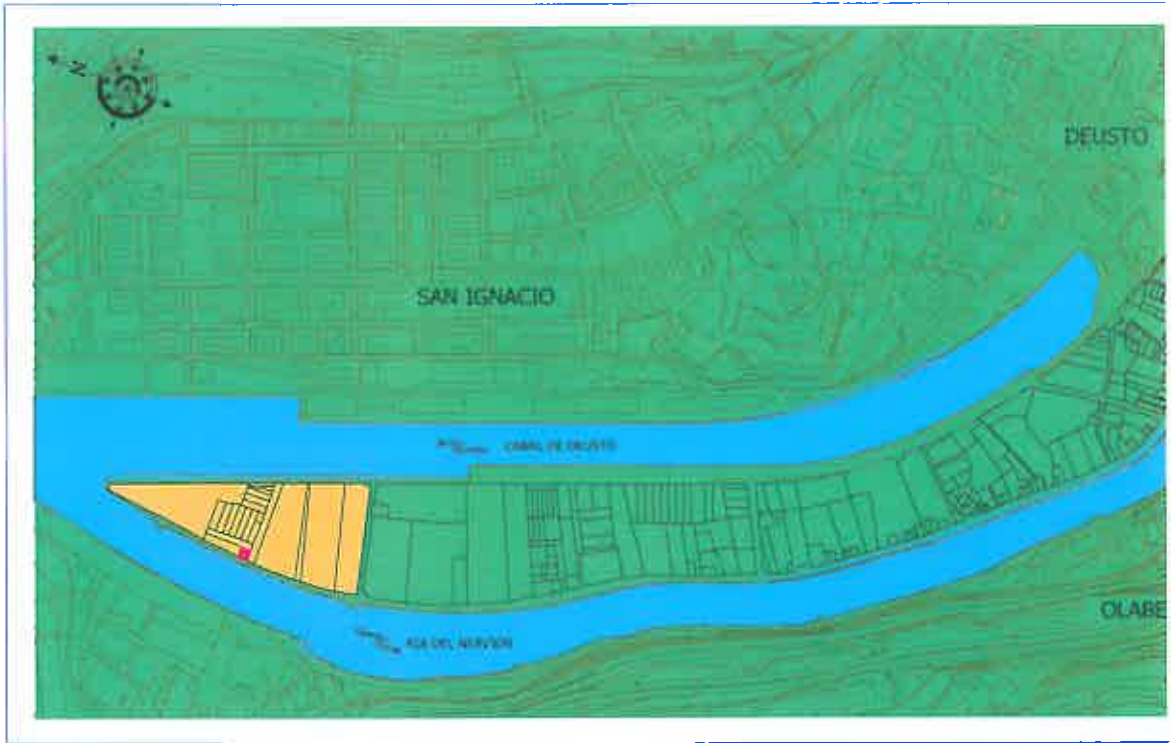 N
DEUSTO
SAN IGNACIO
CANAL DE DEUSTO
OLABE
RIA DEL NERVION